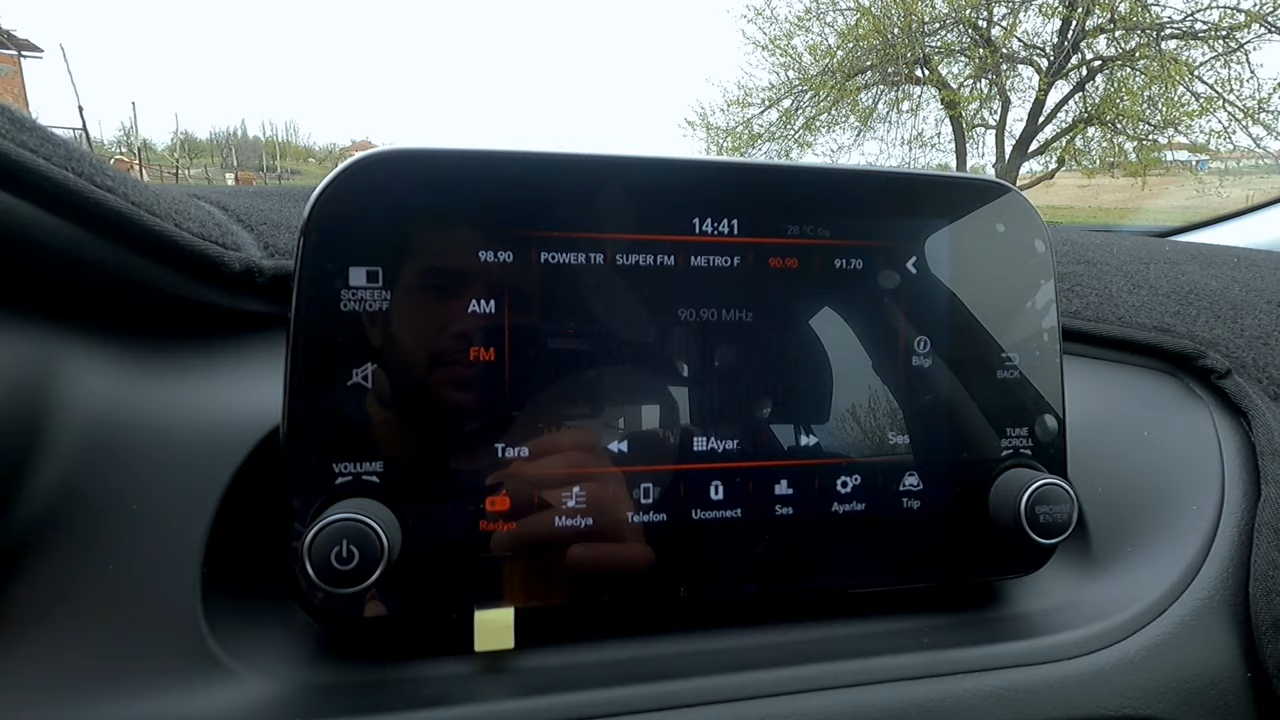 14:41
28 °C Dış
98.90 POWER TR SUPER FM METRO F 90.90 91.70
SCREEN
ON/OFF
AM
90.90 MHz
FM
Bilgi
BACK
Tara Ayar. Ses
TUNE
SCROLL
VOLUME
Radyo Medya Telefon Uconnect Ses Ayarlar Trip
BROWSE
ENTER